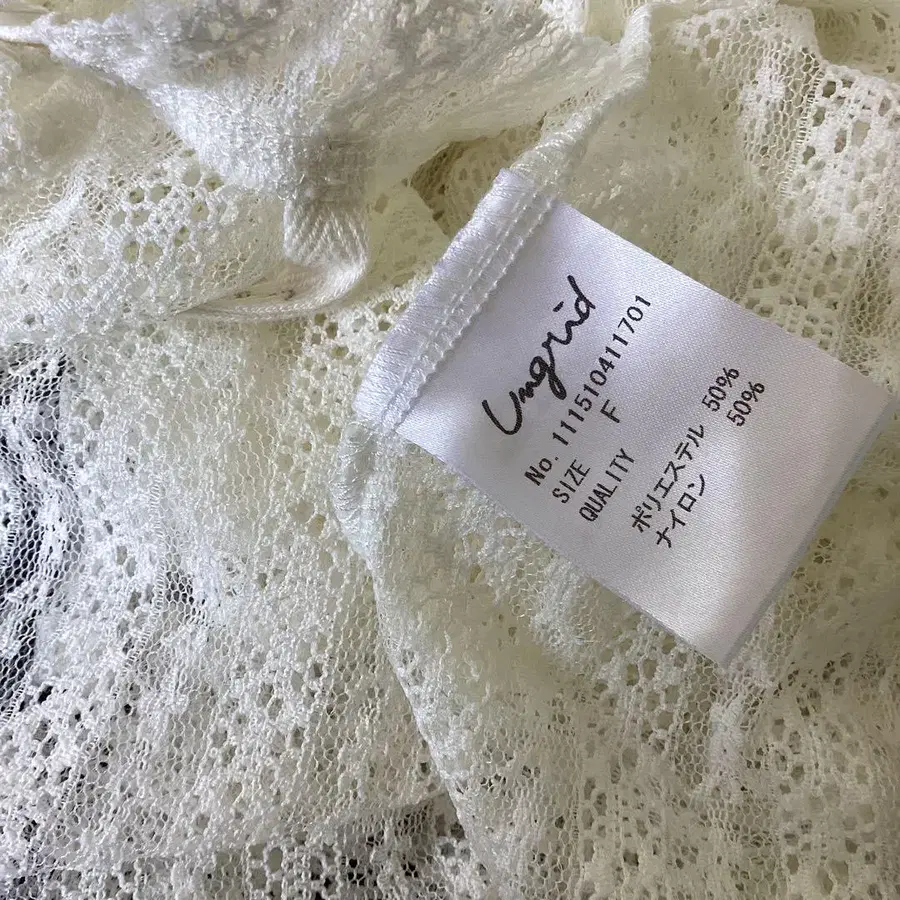 Ungrid
No. 111510411701
SIZE F
QUALITY
ポリエステル 50%
ナイロン 50%